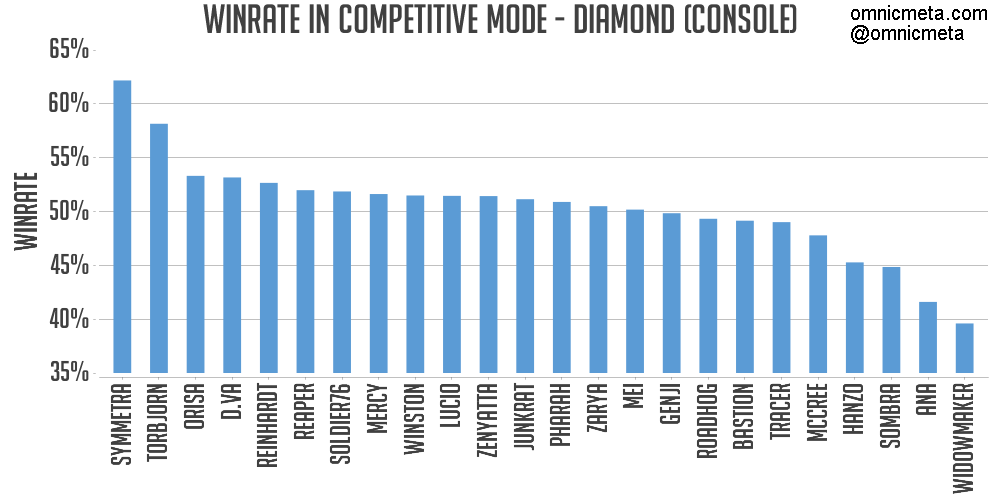 WINRATE IN COMPETITIVE MODE - DIAMOND (CONSOLE)
omnicmeta.com
@omnicmeta
65%
60%
55%
50%
45%
40%
35%
WINRATE
SYMMETRA
TORBJORN
ORISA
D.VA
REINHARDT
REAPER
SOLDIER76
MERCY
WINSTON
LUCIO
ZENYATTA
JUNKRAT
PHARAH
ZARYA
MEI
GENJI
ROADHOG
BASTION
TRACER
MCCREE
HANZO
SOMBRA
ANA
WIDOWMAKER